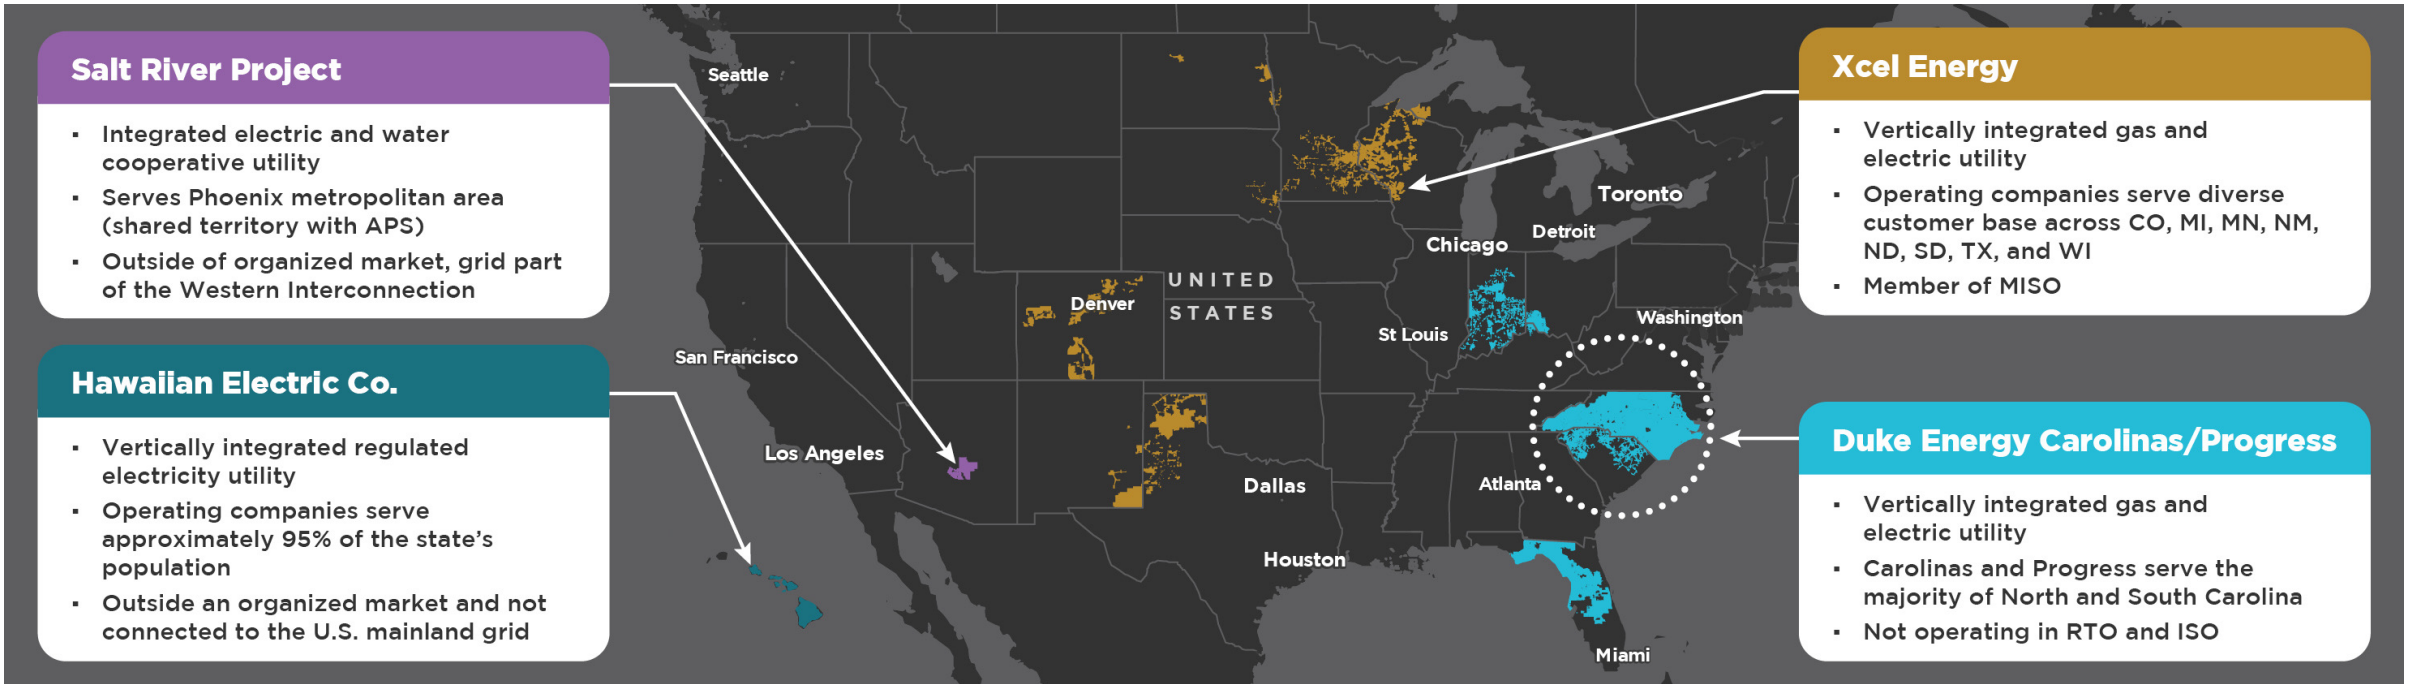 Salt River Project
▪ Integrated electric and water
cooperative utility
▪ Serves Phoenix metropolitan area
(shared territory with APS)
▪ Outside of organized market, grid part
of the Western Interconnection
Hawaiian Electric Co.
▪ Vertically integrated regulated
electricity utility
▪ Operating companies serve
approximately 95% of the state’s
population
▪ Outside an organized market and not
connected to the U.S. mainland grid
Seattle
San Francisco
Los Angeles
Denver
UNITED
STATES
Dallas
Houston
Chicago
Detroit
Toronto
St Louis
Washington
Atlanta
Miami
Xcel Energy
▪ Vertically integrated gas and
electric utility
▪ Operating companies serve diverse
customer base across CO, MI, MN, NM,
ND, SD, TX, and WI
▪ Member of MISO
Duke Energy Carolinas/Progress
▪ Vertically integrated gas and
electric utility
▪ Carolinas and Progress serve the
majority of North and South Carolina
▪ Not operating in RTO and ISO